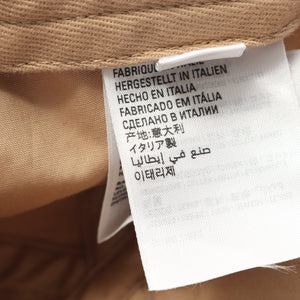 HERGESTELLT IN ITALIEN
HECHO EN ITALIA
FABRICADO EM ITÁLIA
СДЕЛАНО В ИТАЛИИ
产地:意大利
イタリア製
صنع في إيطاليا
이태리제